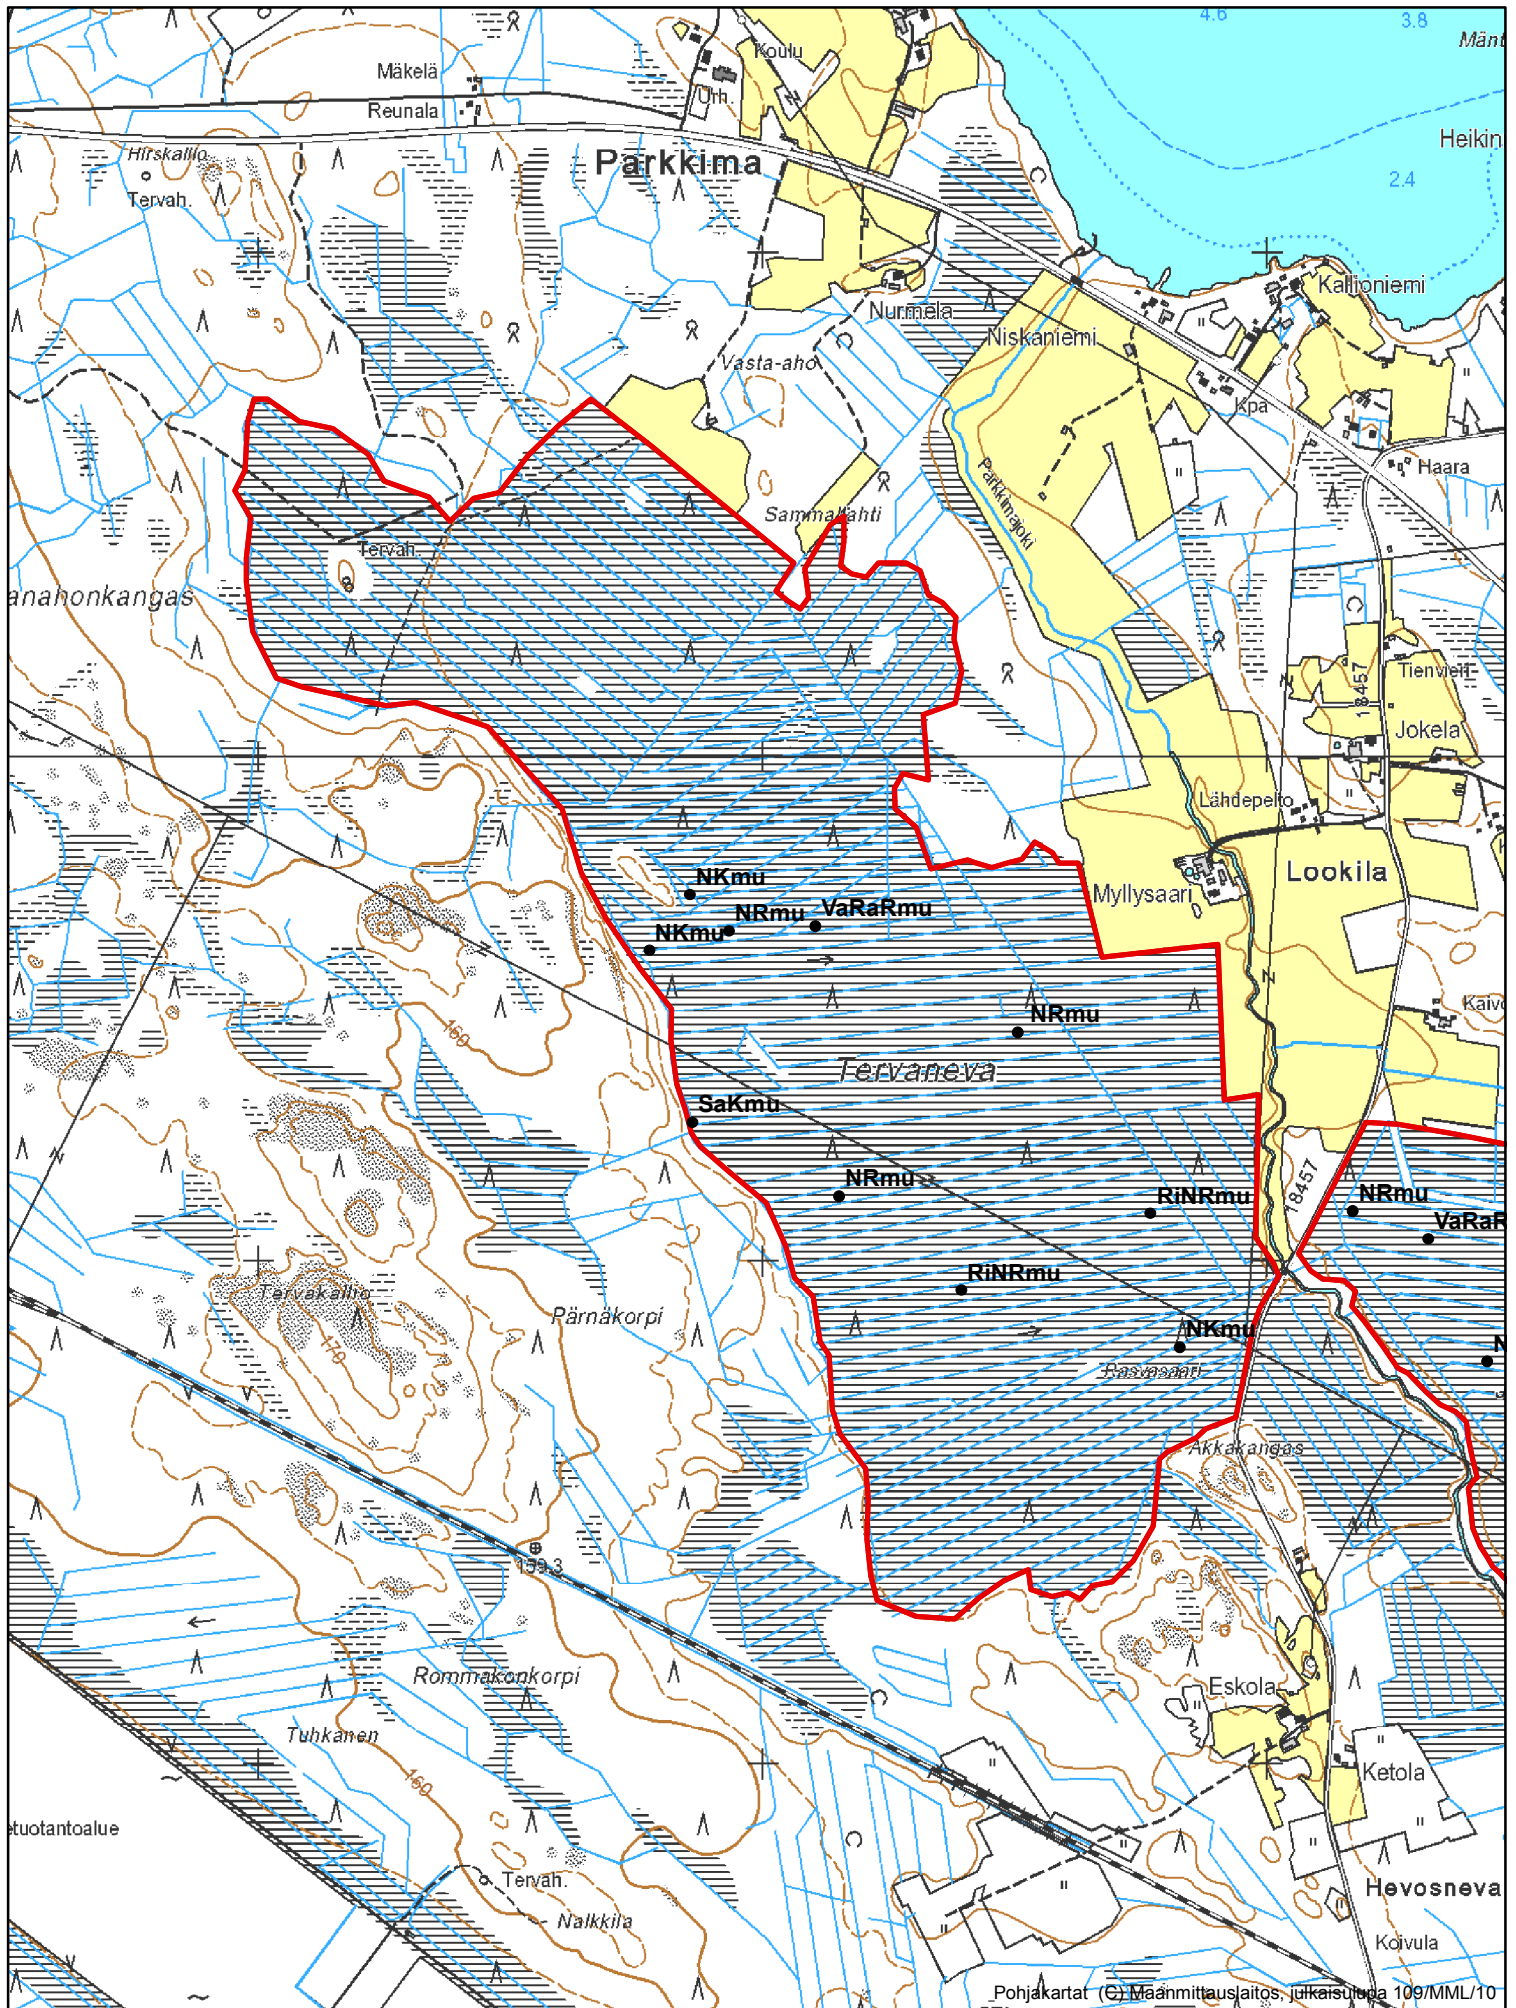 4.6
3.8
Mänt
Koulu
Mäkelä
Urh.
Reunala
Heikin
Hirskallio
Parkkima
2.4
Tervah.
Kallioniemi
Nurmela
Niskaniemi
Vasta-aho
Kpa
Haara
Parkkimajoki
Sammallahti
Tervah.
anahonkangas
Tienvieri
18457
Jokela
Lähdepelto
Lookila
NKmu
Myllysaari
NRmu
VaRaRmu
NKmu
Kaivo
NRmu
160
Tervaneva
SaKmu
18457
NRmu
RiNRmu
NRmu
VaRaR
RiNRmu
Tervakallio
Pärnäkorpi
NKmu
170
N
Rasvasaari
Akkakangas
159.3
Rommakonkorpi
Eskola
Tuhkanen
160
Ketola
etuotantoalue
Tervah.
Hevosneva
Nalkkila
Koivula
Pohjakartat (C) Maanmittauslaitos, julkaisulupa 109/MML/10